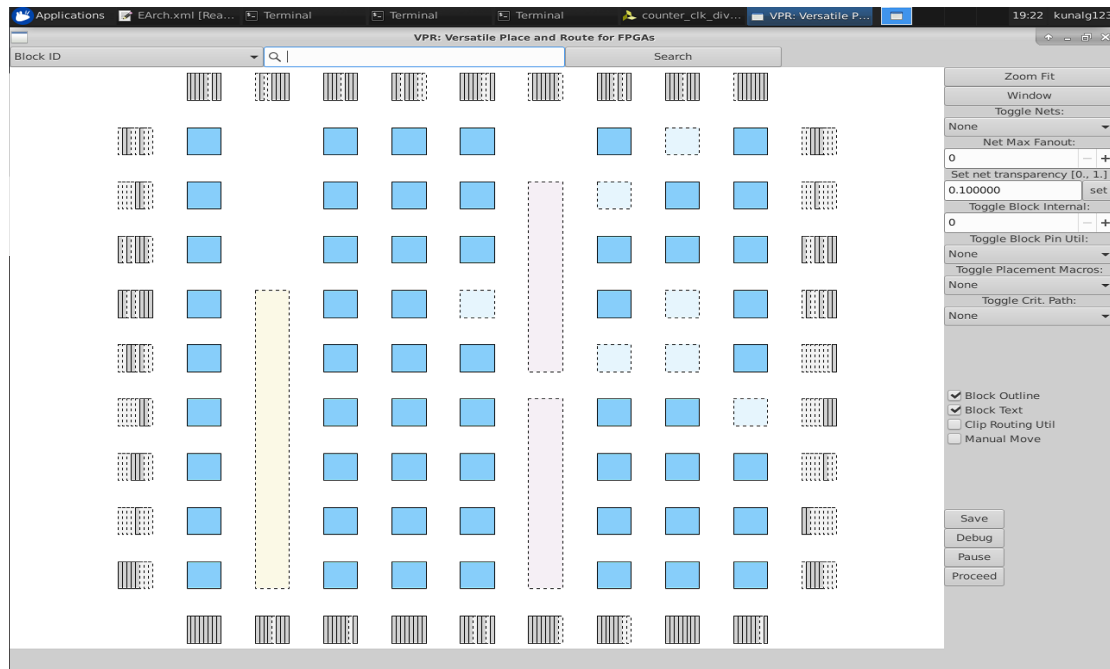 Applications EArch.xml [Rea... Terminal Terminal Terminal counter_clk_div... VPR: Versatile P... 19:22 kunalg123
VPR: Versatile Place and Route for FPGAs
Block ID Search
Zoom Fit
Window
Toggle Nets:
None
Net Max Fanout:
0
Set net transparency [0., 1.]
0.100000 set
Toggle Block Internal:
0
Toggle Block Pin Util:
None
Toggle Placement Macros:
None
Toggle Crit. Path:
None
Block Outline
Block Text
Clip Routing Util
Manual Move
Save
Debug
Pause
Proceed